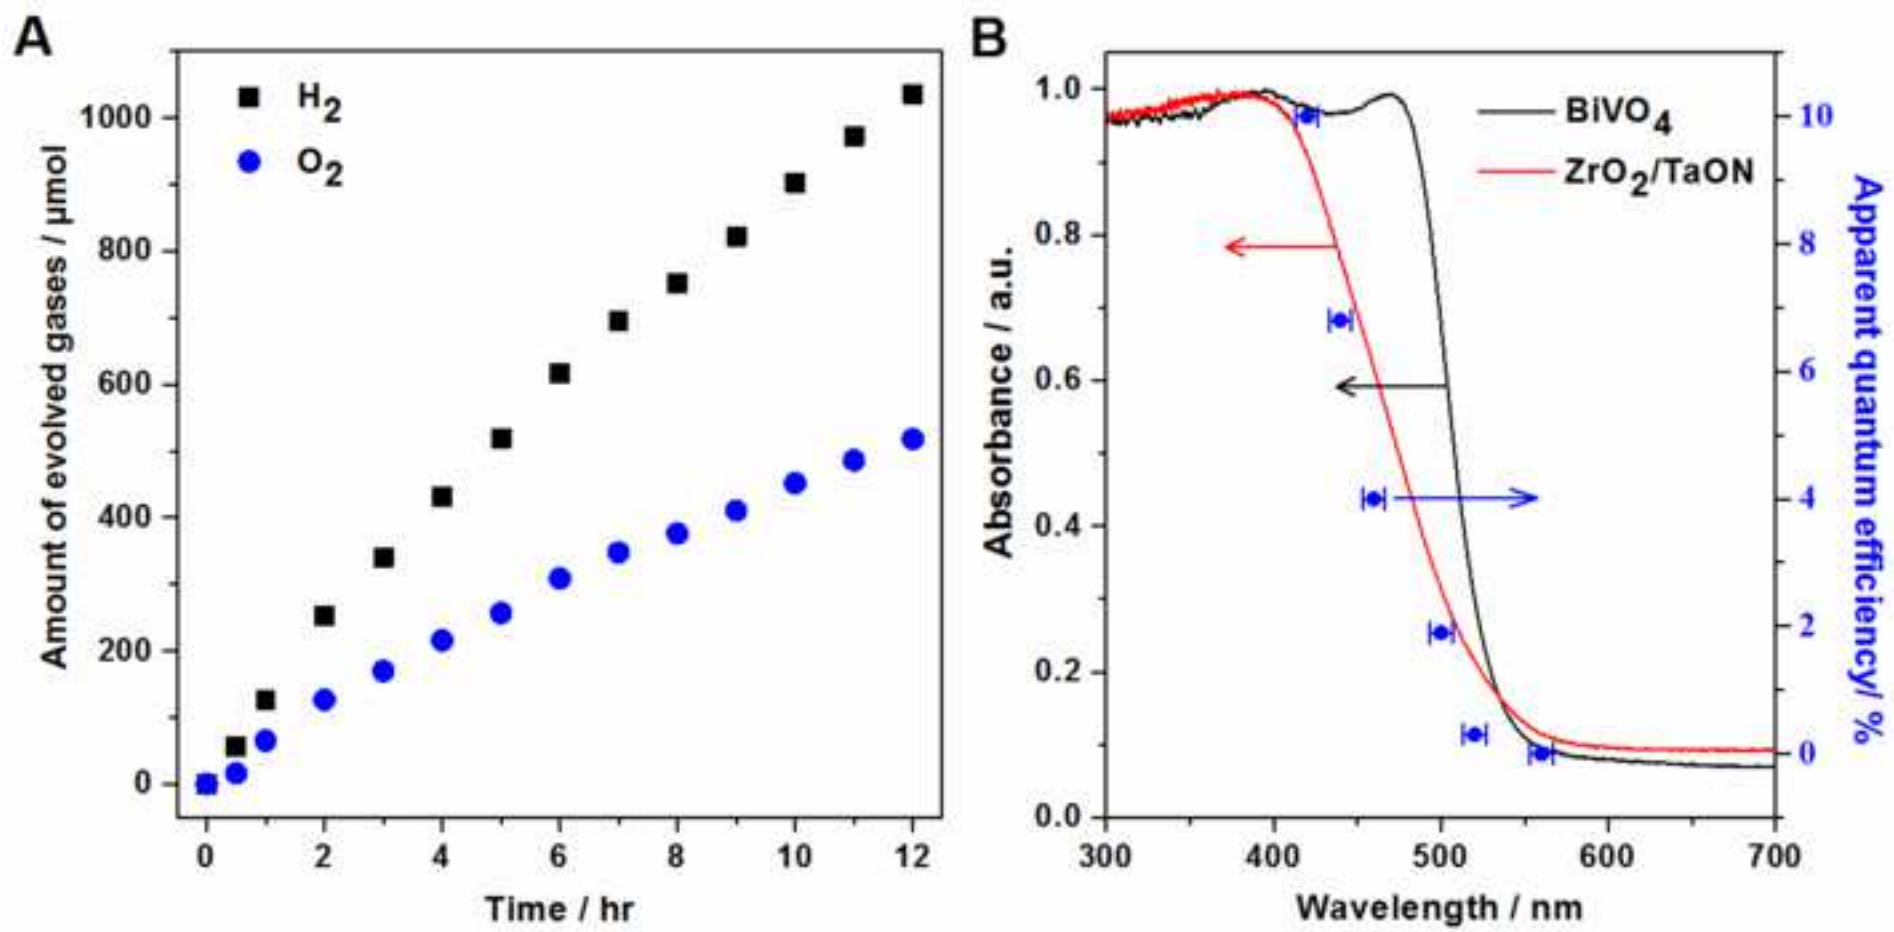 A
H2
O2
1000
800
600
400
200
0
Amount of evolved gases / µmol
0 2 4 6 8 10 12
Time / hr
B
BiVO4
ZrO2/TaON
1.0
0.8
0.6
0.4
0.2
0.0
Absorbance / a.u.
10
8
6
4
2
0
Apparent quantum efficiency/ %
300 400 500 600 700
Wavelength / nm